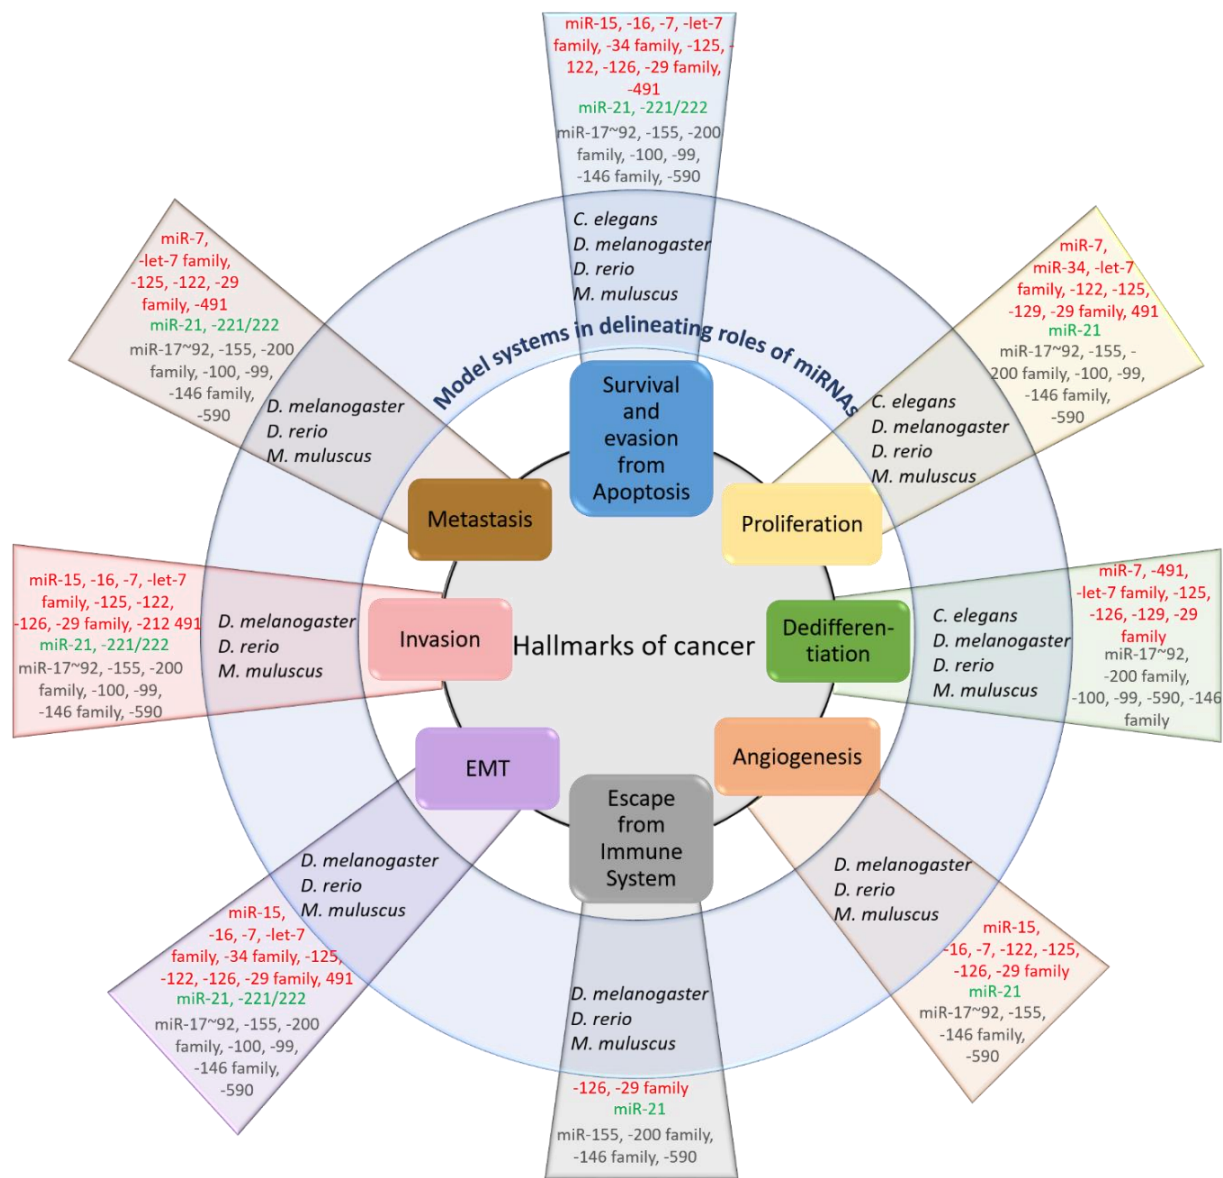 miR-15, -16, -7, -let-7
family, -34 family, -125, -
122, -126, -29 family,
-491
miR-21, -221/222
miR-17~92, -155, -200
family, -100, -99,
-146 family, -590
C. elegans
D. melanogaster
D. rerio
M. muluscus
Model systems in delineating roles of miRNAs
Survival
and
evasion
from
Apoptosis
miR-7,
miR-34, -let-7
family, -122, -125,
-129, -29 family, 491
miR-21
miR-17~92, -155, -
200 family, -100, -99,
-146 family,
-590
C. elegans
D. melanogaster
D. rerio
M. muluscus
Proliferation
miR-7, -491,
-let-7 family, -125,
-126, -129, -29
family
miR-17~92,
-200 family,
-100, -99, -590, -146
family
C. elegans
D. melanogaster
D. rerio
M. muluscus
Dedifferen-
tiation
Angiogenesis
D. melanogaster
D. rerio
M. muluscus
miR-15,
-16, -7, -122, -125,
-126, -29 family
miR-21
miR-17~92, -155,
-146 family,
-590
Escape
from
Immune
System
D. melanogaster
D. rerio
M. muluscus
-126, -29 family
miR-21
miR-155, -200 family,
-146 family, -590
EMT
D. melanogaster
D. rerio
M. muluscus
miR-15,
-16, -7, -let-7
family, -34 family, -125,
-122, -126, -29 family, 491
miR-21, -221/222
miR-17~92, -155, -200
family, -100, -99,
-146 family,
-590
Invasion
D. melanogaster
D. rerio
M. muluscus
miR-15, -16, -7, -let-7
family, -125, -122,
-126, -29 family, -212 491
miR-21, -221/222
miR-17~92, -155, -200
family, -100, -99,
-146 family, -590
Metastasis
D. melanogaster
D. rerio
M. muluscus
miR-7,
-let-7 family,
-125, -122, -29
family, -491
miR-21, -221/222
miR-17~92, -155, -200
family, -100, -99,
-146 family,
-590
Hallmarks of cancer